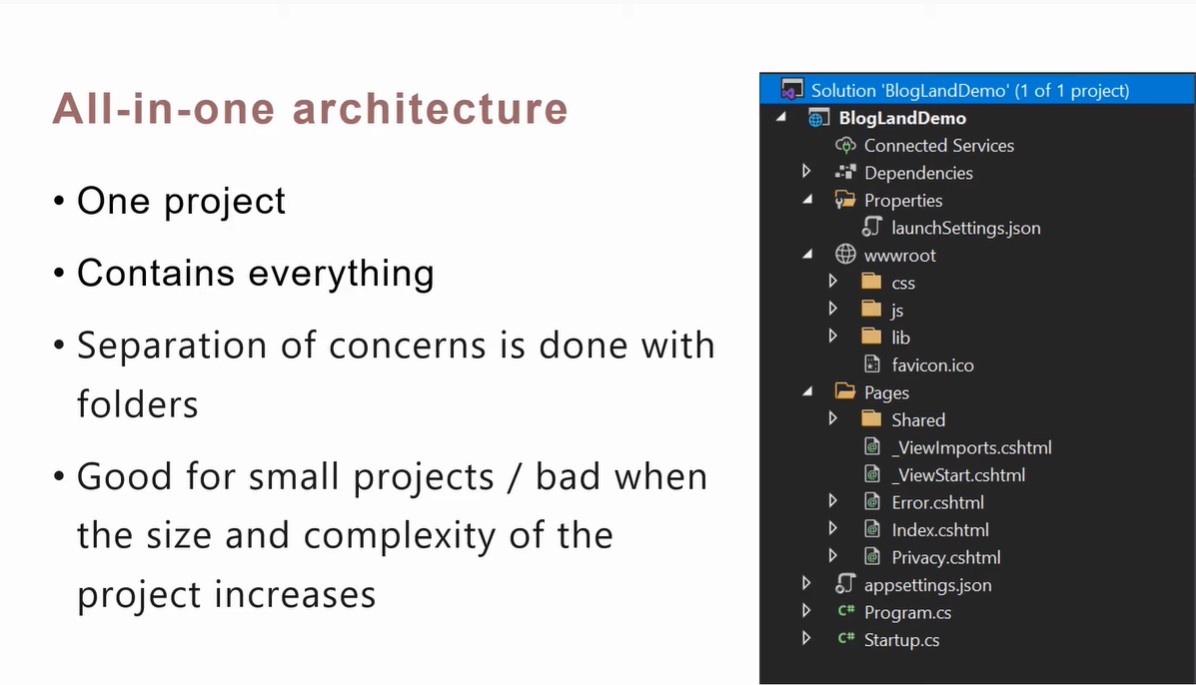 All-in-one architecture
• One project
• Contains everything
• Separation of concerns is done with
folders
• Good for small projects / bad when
the size and complexity of the
project increases
Solution 'BlogLandDemo' (1 of 1 project)
BlogLandDemo
Connected Services
Dependencies
Properties
launchSettings.json
wwwroot
css
js
lib
favicon.ico
Pages
Shared
_ViewImports.cshtml
_ViewStart.cshtml
Error.cshtml
Index.cshtml
Privacy.cshtml
appsettings.json
C# Program.cs
C# Startup.cs